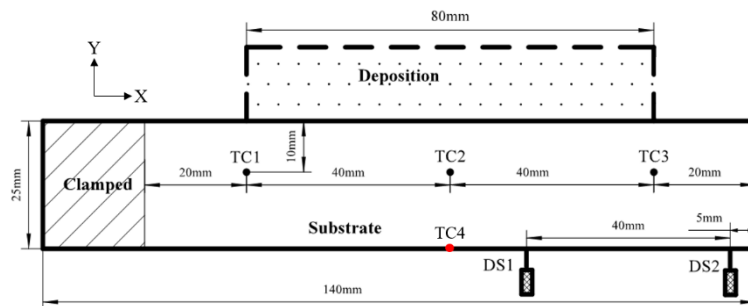 80mm
Y
X
Deposition
25mm
Clamped
20mm
TC1
10mm
40mm
TC2
40mm
TC3
20mm
Substrate
TC4
40mm
5mm
DS1
DS2
140mm